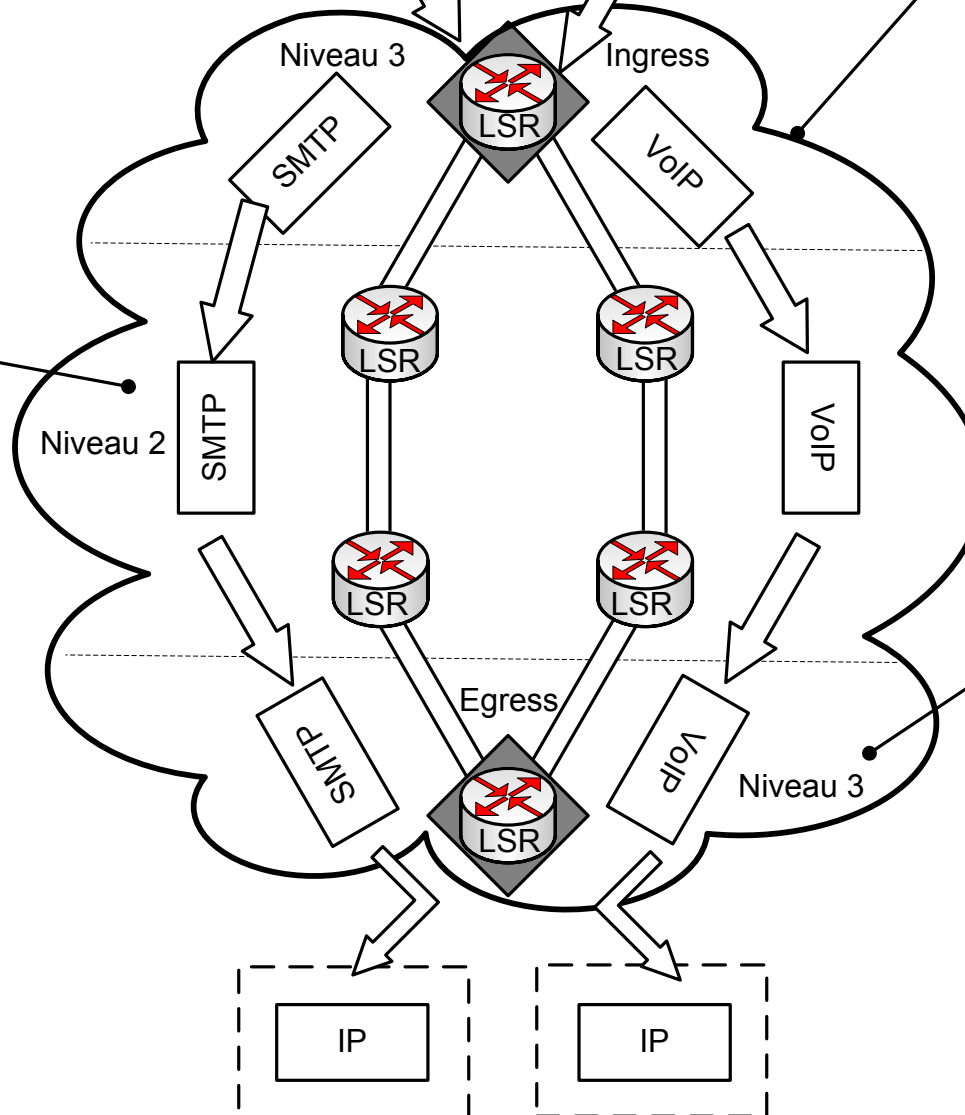 Niveau 3
Ingress
LSR
SMTP
VoIP
LSR
LSR
Niveau 2
SMTP
VoIP
LSR
LSR
Egress
SMTP
VoIP
Niveau 3
LSR
IP
IP